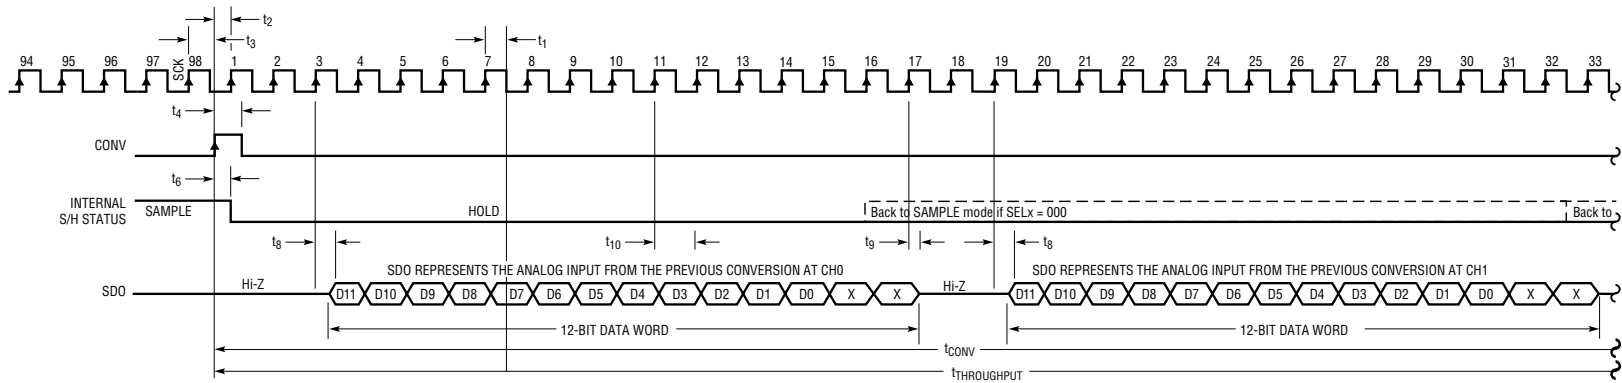 t2
t3
t1
94 95 96 97 SCK 98 1 2 3 4 5 6 7 8 9 10 11 12 13 14 15 16 17 18 19 20 21 22 23 24 25 26 27 28 29 30 31 32 33
t4
CONV
t6
INTERNAL S/H STATUS
SAMPLE
HOLD
Back to SAMPLE mode if SELx = 000
Back to
t8
t10
t9
t8
SDO REPRESENTS THE ANALOG INPUT FROM THE PREVIOUS CONVERSION AT CH0
SDO REPRESENTS THE ANALOG INPUT FROM THE PREVIOUS CONVERSION AT CH1
SDO
Hi-Z
D11 D10 D9 D8 D7 D6 D5 D4 D3 D2 D1 D0 X X
Hi-Z
D11 D10 D9 D8 D7 D6 D5 D4 D3 D2 D1 D0 X X
12-BIT DATA WORD
12-BIT DATA WORD
tCONV
tTHROUGHPUT